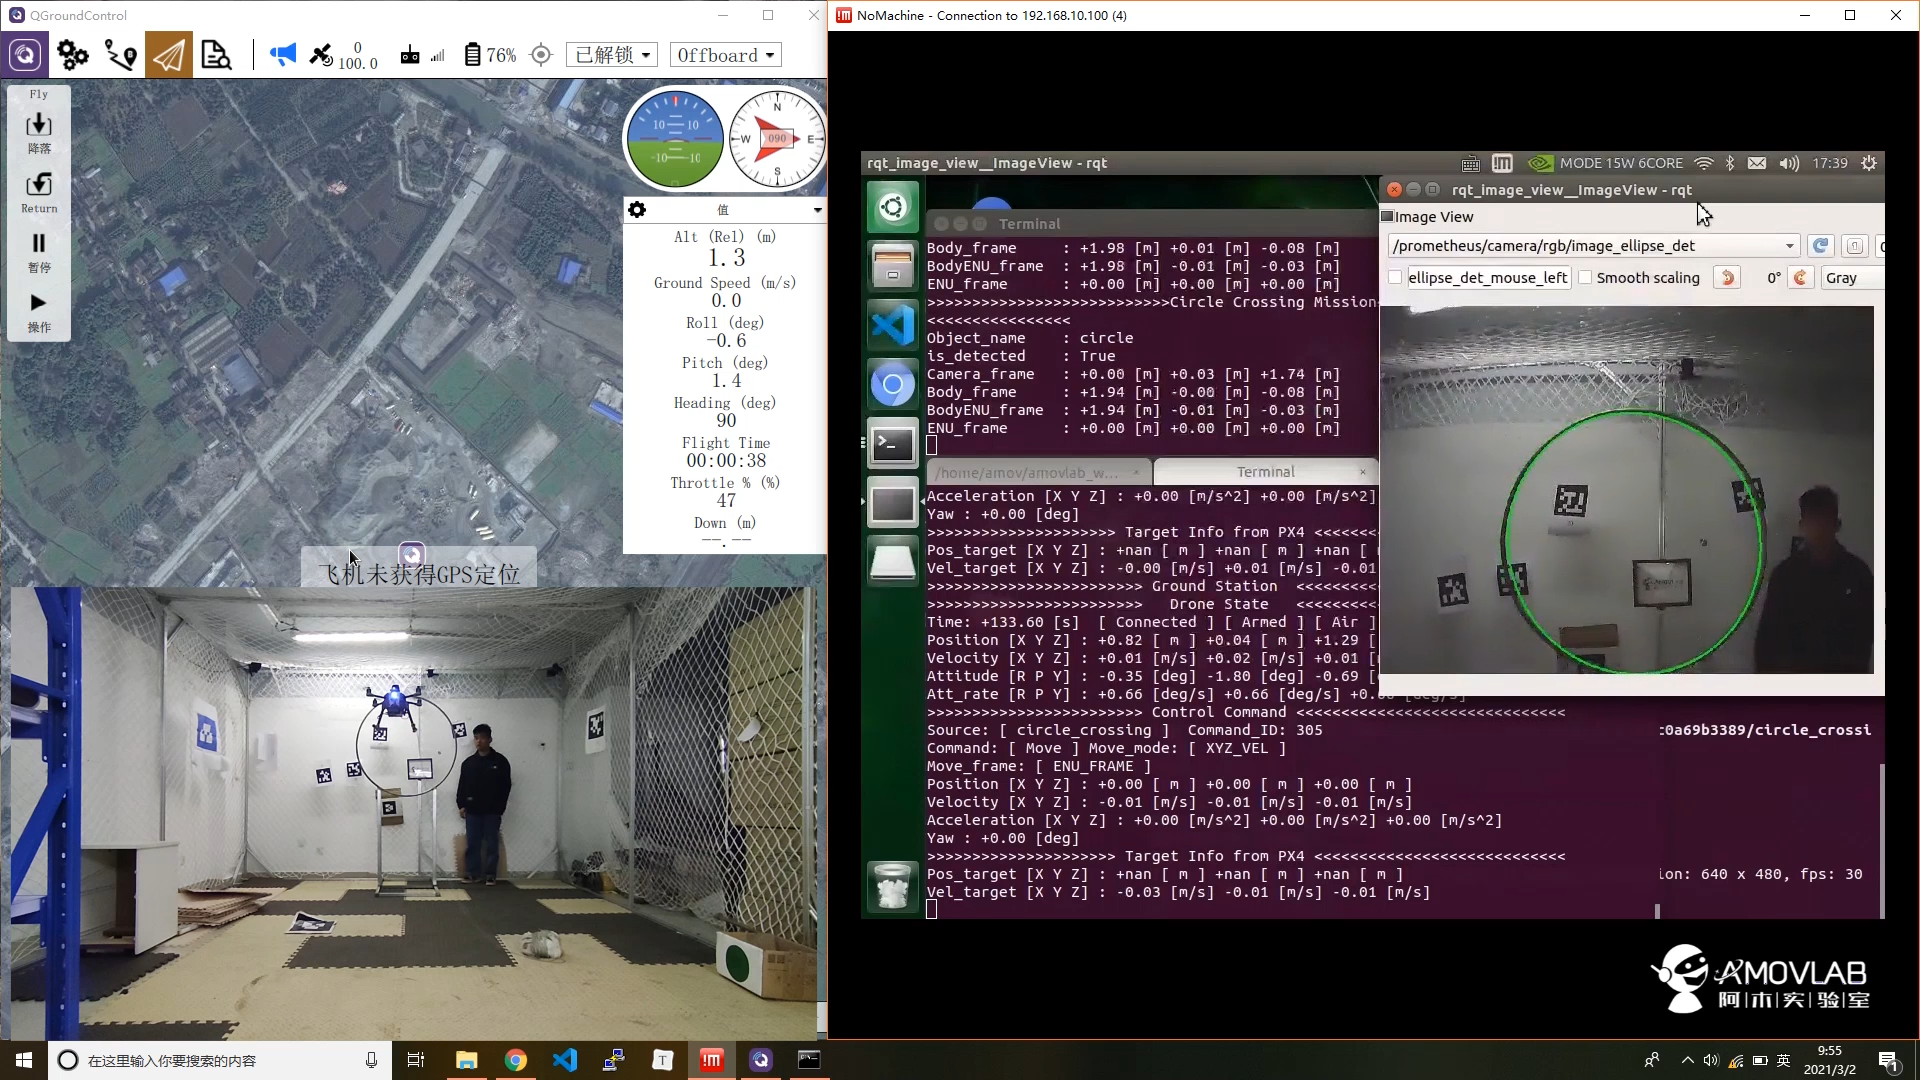 QGroundControl
0
100.0
76%
已解锁
Offboard
Fly
降落
Return
暂停
操作
10 10
-10 -10
N
W 090 E
S
值
Alt (Rel) (m)
1.3
Ground Speed (m/s)
0.0
Roll (deg)
-0.6
Pitch (deg)
1.4
Heading (deg)
90
Flight Time
00:00:38
Throttle % (%)
47
Down (m)
--.--
飞机未获得GPS定位
NoMachine - Connection to 192.168.10.100 (4)
rqt_image_view__ImageView - rqt
MODE 15W 6CORE
17:39
Terminal
Body_frame : +1.98 [m] +0.01 [m] -0.08 [m]
BodyENU_frame : +1.98 [m] -0.01 [m] -0.03 [m]
ENU_frame : +0.00 [m] +0.00 [m] +0.00 [m]
>>>>>>>>>>>>>>>>>>>>>>>>>>>Circle Crossing Mission
<<<<<<<<<<<<<<<<
Object_name : circle
is_detected : True
Camera_frame : +0.00 [m] +0.03 [m] +1.74 [m]
Body_frame : +1.94 [m] -0.00 [m] -0.08 [m]
BodyENU_frame : +1.94 [m] -0.01 [m] -0.03 [m]
ENU_frame : +0.00 [m] +0.00 [m] +0.00 [m]
/home/amov/amovlab_w...
Terminal
Acceleration [X Y Z] : +0.00 [m/s^2] +0.00 [m/s^2]
Yaw : +0.00 [deg]
>>>>>>>>>>>>>>>>>>>>> Target Info from PX4 <<<<<<<
Pos_target [X Y Z] : +nan [ m ] +nan [ m ] +nan [
Vel_target [X Y Z] : -0.00 [m/s] +0.01 [m/s] -0.01
>>>>>>>>>>>>>>>>>>>>>>>> Ground Station <<<<<<<<<
>>>>>>>>>>>>>>>>>>>>>>>> Drone State <<<<<<<<<
Time: +133.60 [s] [ Connected ] [ Armed ] [ Air ]
Position [X Y Z] : +0.82 [ m ] +0.04 [ m ] +1.29 [
Velocity [X Y Z] : +0.01 [m/s] +0.02 [m/s] +0.01 [
Attitude [R P Y] : -0.35 [deg] -1.80 [deg] -0.69 [
Att_rate [R P Y] : +0.66 [deg/s] +0.66 [deg/s] +0.00 [deg/s]
>>>>>>>>>>>>>>>>>>>>>>>> Control Command <<<<<<<<<<<<<<<<<<<<<<<<<<<<<<
Source: [ circle_crossing ] Command_ID: 305
Command: [ Move ] Move_mode: [ XYZ_VEL ]
Move_frame: [ ENU_FRAME ]
Position [X Y Z] : +0.00 [ m ] +0.00 [ m ] +0.00 [ m ]
Velocity [X Y Z] : -0.01 [m/s] -0.01 [m/s] -0.01 [m/s]
Acceleration [X Y Z] : +0.00 [m/s^2] +0.00 [m/s^2] +0.00 [m/s^2]
Yaw : +0.00 [deg]
>>>>>>>>>>>>>>>>>>>>> Target Info from PX4 <<<<<<<<<<<<<<<<<<<<<<<<<<<<
Pos_target [X Y Z] : +nan [ m ] +nan [ m ] +nan [ m ]
Vel_target [X Y Z] : -0.03 [m/s] -0.01 [m/s] -0.01 [m/s]
rqt_image_view__ImageView - rqt
Image View
/prometheus/camera/rgb/image_ellipse_det
ellipse_det_mouse_left
Smooth scaling
0°
Gray
:0a69b3389/circle_crossi
ion: 640 x 480, fps: 30
AMOVLAB
阿木实验室
在这里输入你要搜索的内容
英
9:55
2021/3/2
1